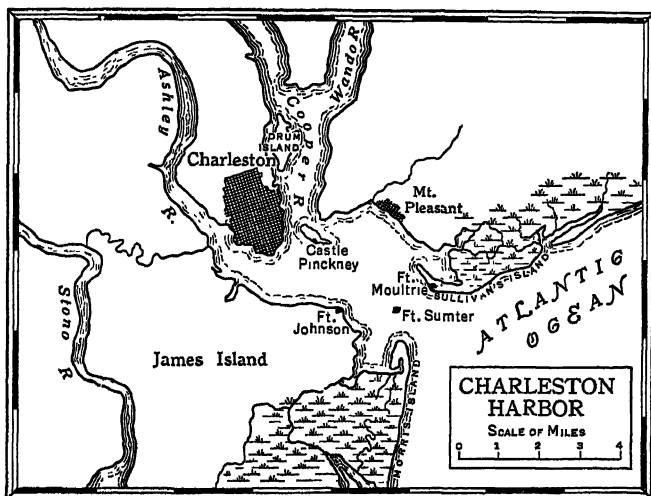 Ashley
R.
Cooper R
Wando R
DRUM
ISLAND
Charleston
Mt.
Pleasant
Castle
Pinckney
Ft.
Moultrie
SULLIVAN'S ISLAND
ATLANTIC
OCEAN
Ft. Sumter
Ft.
Johnson
Stono R
James Island
MORRIS ISLAND
CHARLESTON
HARBOR
SCALE OF MILES
0 1 2 3 4